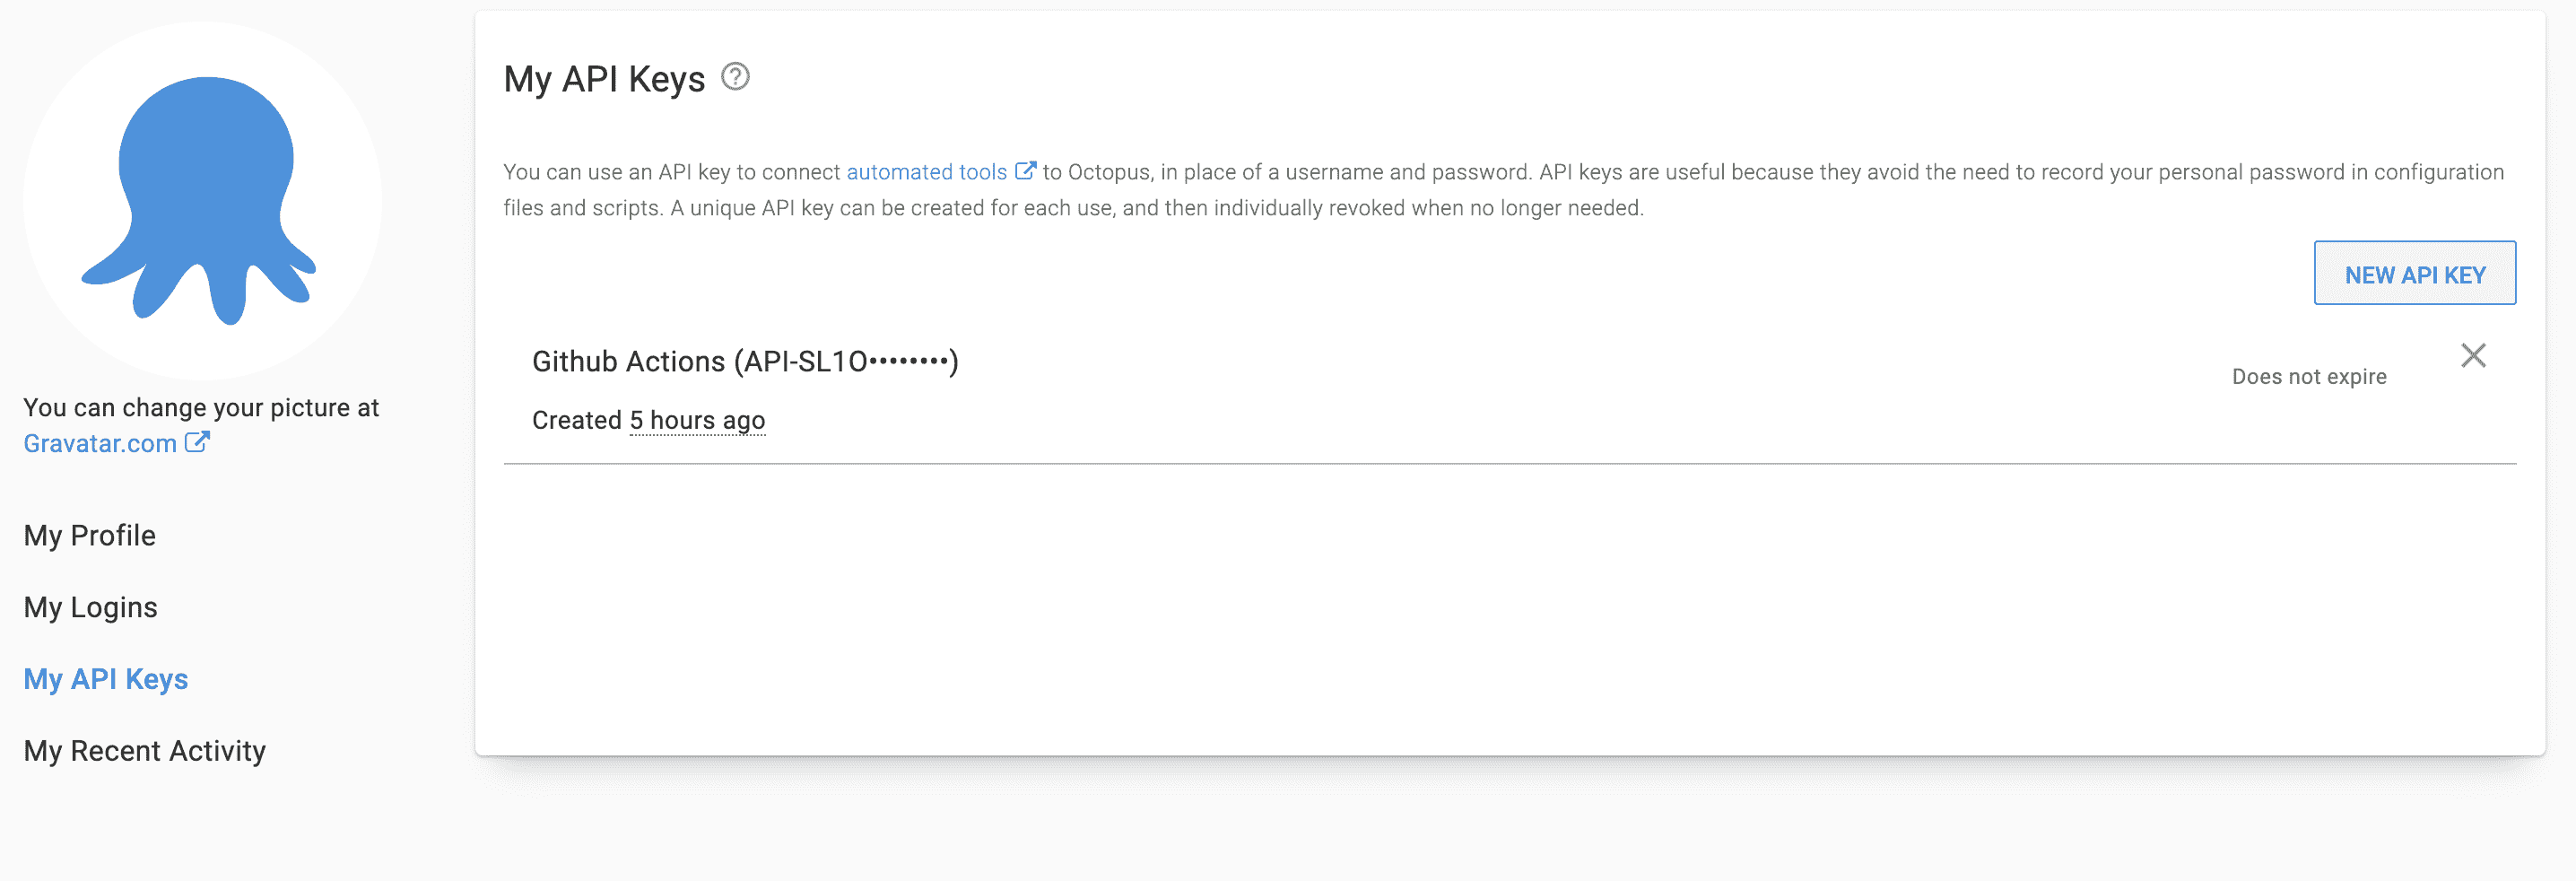 You can change your picture at
Gravatar.com
My Profile
My Logins
My API Keys
My Recent Activity
My API Keys
You can use an API key to connect automated tools to Octopus, in place of a username and password. API keys are useful because they avoid the need to record your personal password in configuration
files and scripts. A unique API key can be created for each use, and then individually revoked when no longer needed.
NEW API KEY
Github Actions (API-SL1O••••••••)
Does not expire
Created 5 hours ago